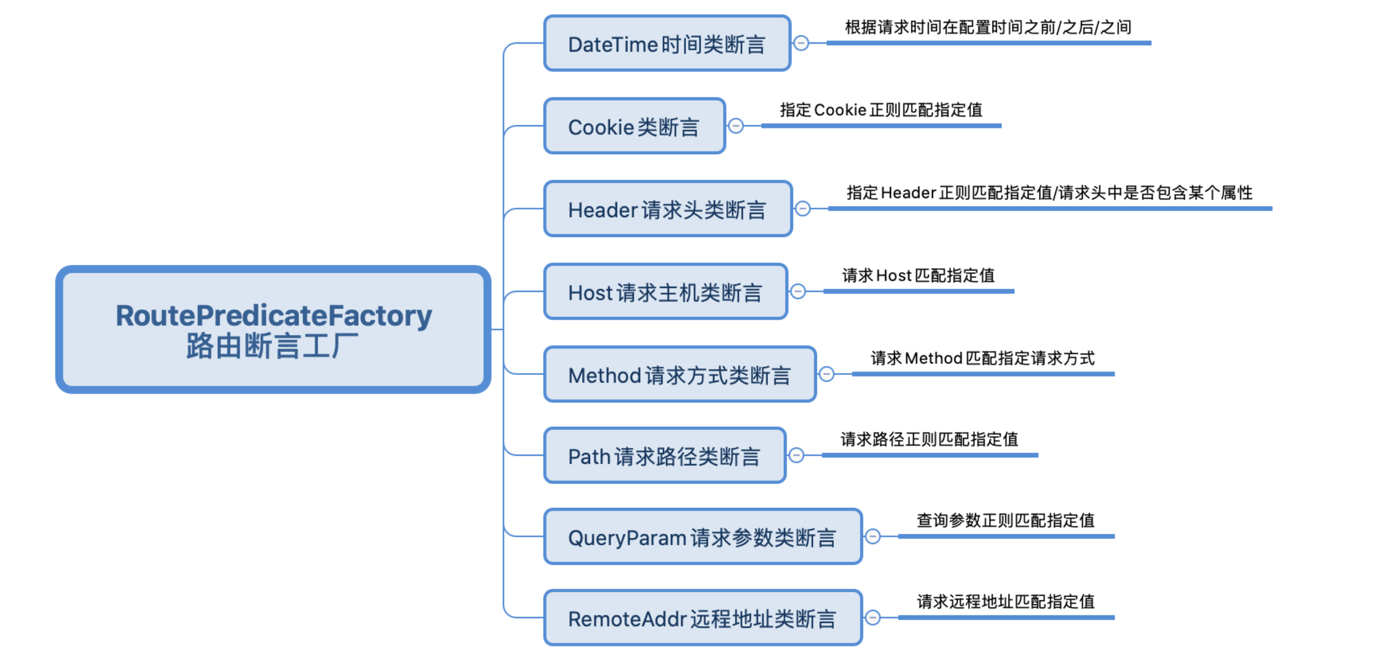 RoutePredicateFactory
路由断言工厂
DateTime时间类断言
根据请求时间在配置时间之前/之后/之间
Cookie类断言
指定Cookie正则匹配指定值
Header请求头类断言
指定Header正则匹配指定值/请求头中是否包含某个属性
Host请求主机类断言
请求Host匹配指定值
Method请求方式类断言
请求Method匹配指定请求方式
Path请求路径类断言
请求路径正则匹配指定值
QueryParam请求参数类断言
查询参数正则匹配指定值
RemoteAddr远程地址类断言
请求远程地址匹配指定值